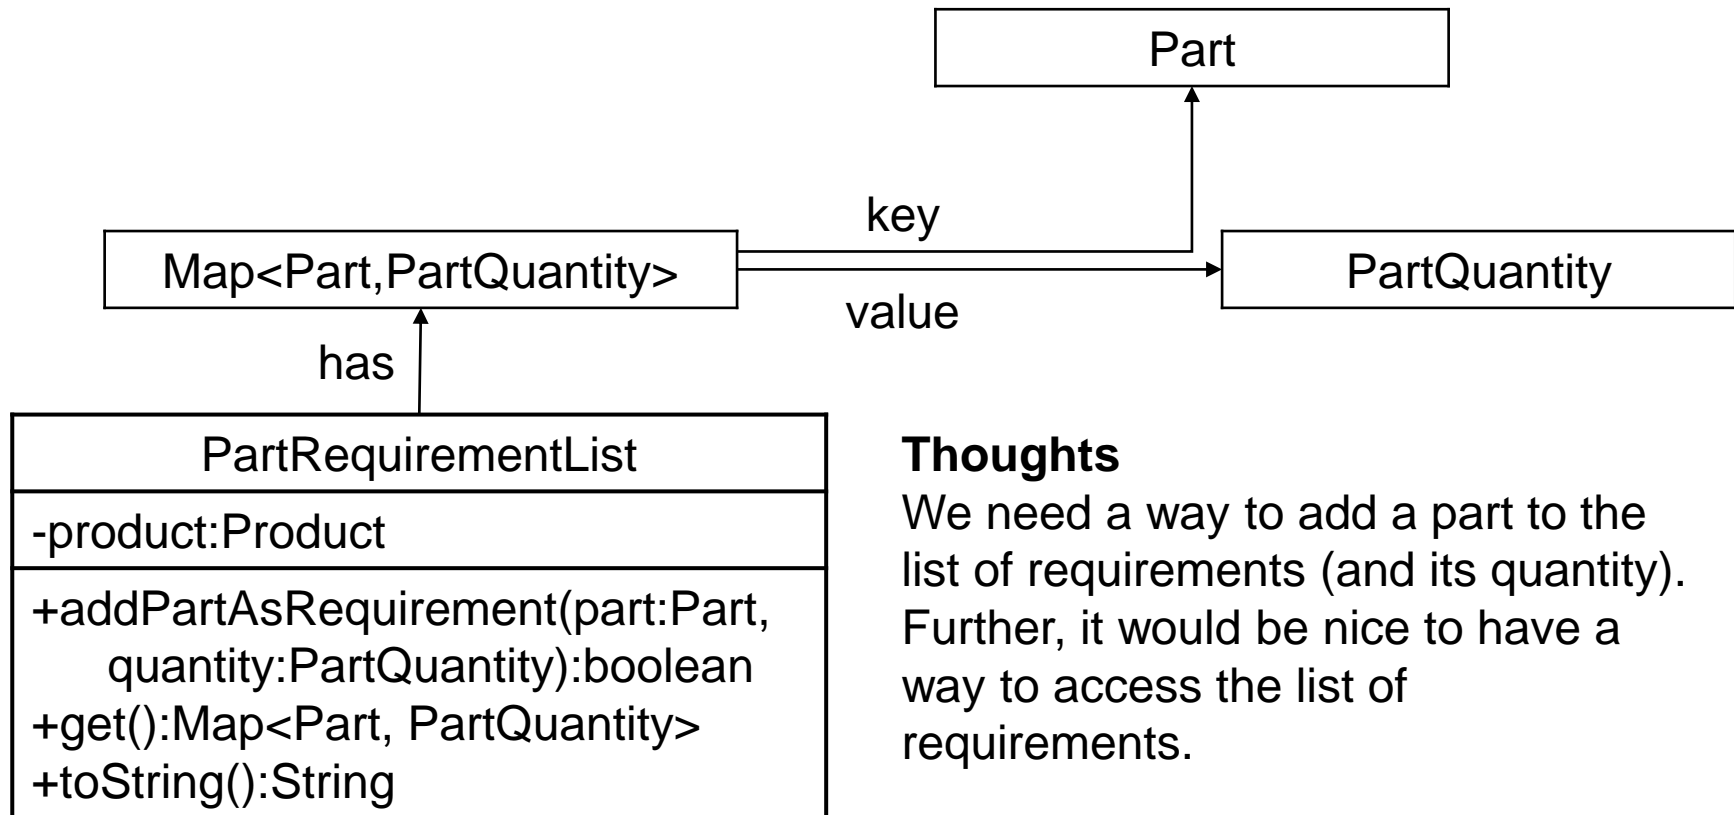 Part
key
Map<Part,PartQuantity>
PartQuantity
value
has
PartRequirementList
-product:Product
+addPartAsRequirement(part:Part,
quantity:PartQuantity):boolean
+get():Map<Part, PartQuantity>
+toString():String
Thoughts
We need a way to add a part to the
list of requirements (and its quantity).
Further, it would be nice to have a
way to access the list of
requirements.